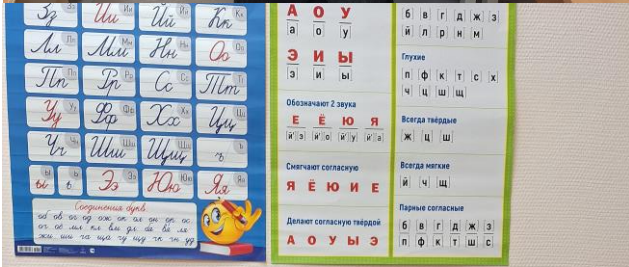 Зз Ии Йй Кк
Лл Мм Нн Оо
Пп Рр Сс Тт
Уу Фф Хх Цц
Чч Шш Щщ ъ
ы ь Ээ Юю Яя
Соединения букв
А О У
а о у
Э И Ы
э и ы
Обозначают 2 звука
Е Ё Ю Я
й'э й'о й'у й'а
Смягчают согласную
Я Ё Ю И Е
Делают согласную твёрдой
А О У Ы Э
б в г д ж з
й л р н м
Глухие
п ф к т с х
ч ц ш щ
Всегда твёрдые
ж ц ш
Всегда мягкие
й ч щ
Парные согласные
б в г д ж з
п ф к т ш с